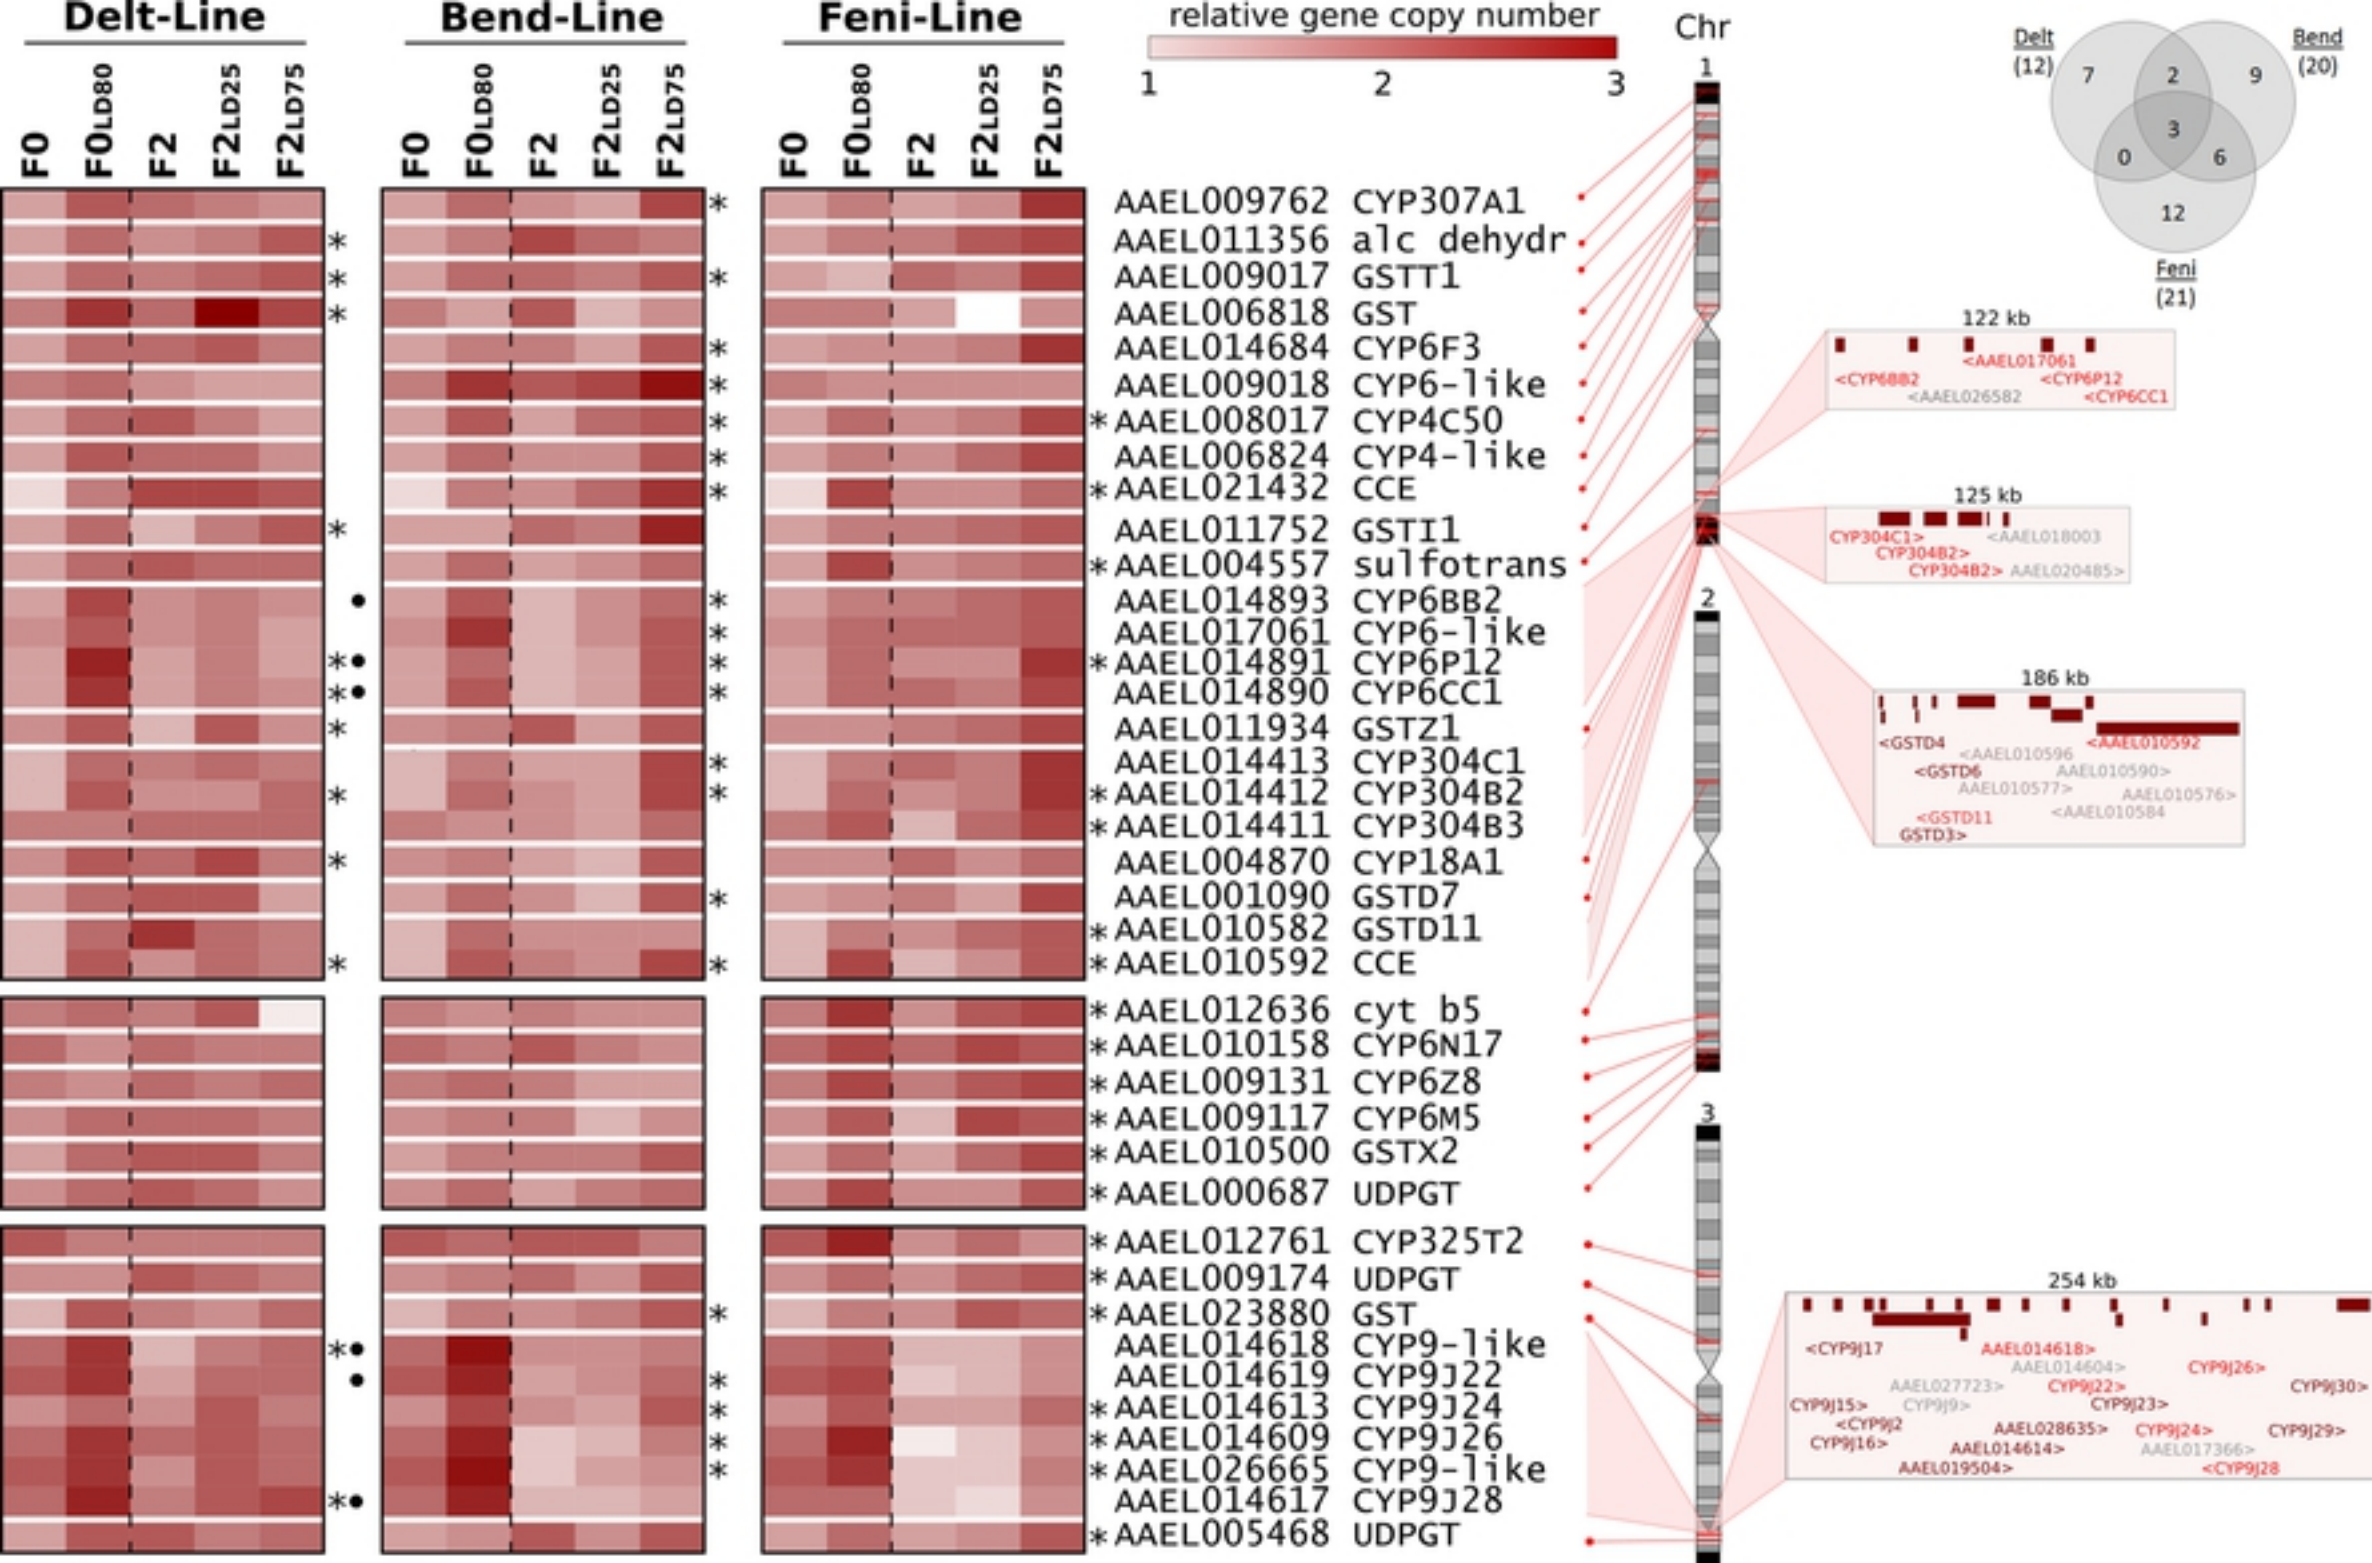 Delt-Line Bend-Line Feni-Line
F0 F0LD80 F2 F2LD25 F2LD75
F0 F0LD80 F2 F2LD25 F2LD75
F0 F0LD80 F2 F2LD25 F2LD75
relative gene copy number
1 2 3
Chr
1
* AAEL009762 CYP307A1
* AAEL011356 alc dehydr
* * AAEL009017 GSTT1
* AAEL006818 GST
* AAEL014684 CYP6F3
* AAEL009018 CYP6-like
* * AAEL008017 CYP4C50
* AAEL006824 CYP4-like
* * AAEL021432 CCE
* AAEL011752 GSTI1
* AAEL004557 sulfotrans
• * AAEL014893 CYP6BB2
* AAEL017061 CYP6-like
*• * * AAEL014891 CYP6P12
*• * AAEL014890 CYP6CC1
* AAEL011934 GSTZ1
* AAEL014413 CYP304C1
* * * AAEL014412 CYP304B2
* AAEL014411 CYP304B3
* AAEL004870 CYP18A1
* AAEL001090 GSTD7
* AAEL010582 GSTD11
* * * AAEL010592 CCE
* AAEL012636 cyt b5
* AAEL010158 CYP6N17
* AAEL009131 CYP6Z8
* AAEL009117 CYP6M5
* AAEL010500 GSTX2
* AAEL000687 UDPGT
* AAEL012761 CYP325T2
* AAEL009174 UDPGT
* * AAEL023880 GST
*• AAEL014618 CYP9-like
• * AAEL014619 CYP9J22
* * AAEL014613 CYP9J24
* * AAEL014609 CYP9J26
* * AAEL026665 CYP9-like
*• AAEL014617 CYP9J28
* AAEL005468 UDPGT
2
3
Delt
(12)
Bend
(20)
7 2 9
3
0 6
12
Feni
(21)
122 kb
<AAEL017061
<CYP6BB2 <CYP6P12
<AAEL026582 <CYP6CC1
125 kb
CYP304C1> <AAEL018003
CYP304B2>
CYP304B2> AAEL020485>
186 kb
<GSTD4 <AAEL010592
<AAEL010596
<GSTD6 AAEL010590>
AAEL010577>
AAEL010576>
<AAEL010584
<GSTD11
GSTD3>
254 kb
<CYP9J17 AAEL014618>
AAEL014604> CYP9J26>
AAEL027723> CYP9J22> CYP9J30>
CYP9J15> CYP9J9> CYP9J23>
<CYP9J2 AAEL028635> CYP9J24> CYP9J29>
CYP9J16> AAEL014614> AAEL017366>
AAEL019504> <CYP9J28